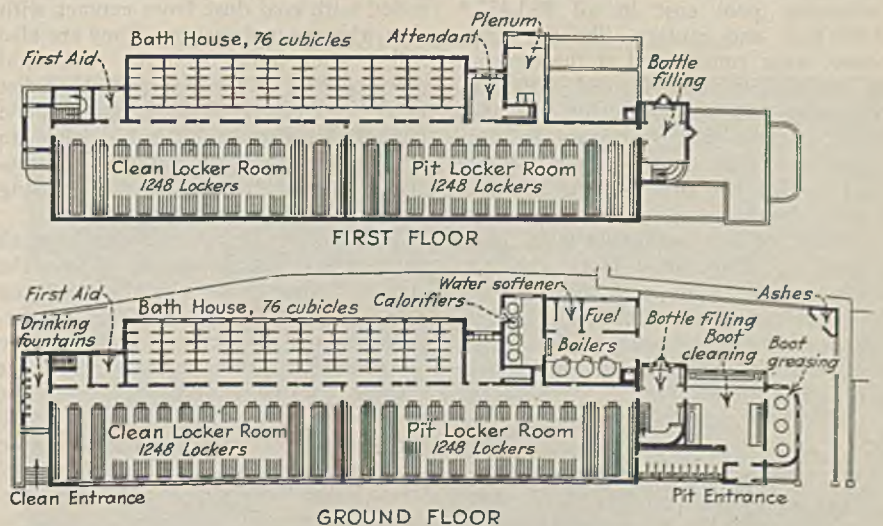 Bath House, 76 cubicles
Attendant
Plenum
First Aid
Bottle
filling
Clean Locker Room
1248 Lockers
Pit Locker Room
1248 Lockers
FIRST FLOOR
First Aid
Bath House, 76 cubicles
Water softener
Calorifiers
Fuel
Ashes
Drinking
fountains
Boilers
Bottle filling
Boot
cleaning
Boot
greasing
Clean Locker Room
1248 Lockers
Pit Locker Room
1248 Lockers
Clean Entrance
Pit Entrance
GROUND FLOOR